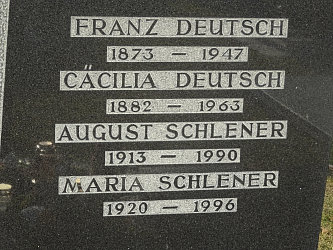 FRANZ DEUTSCH
1873 — 1947
CÄCILIA DEUTSCH
1882 — 1963
AUGUST SCHLENER
1913 — 1990
MARIA SCHLENER
1920 — 1996